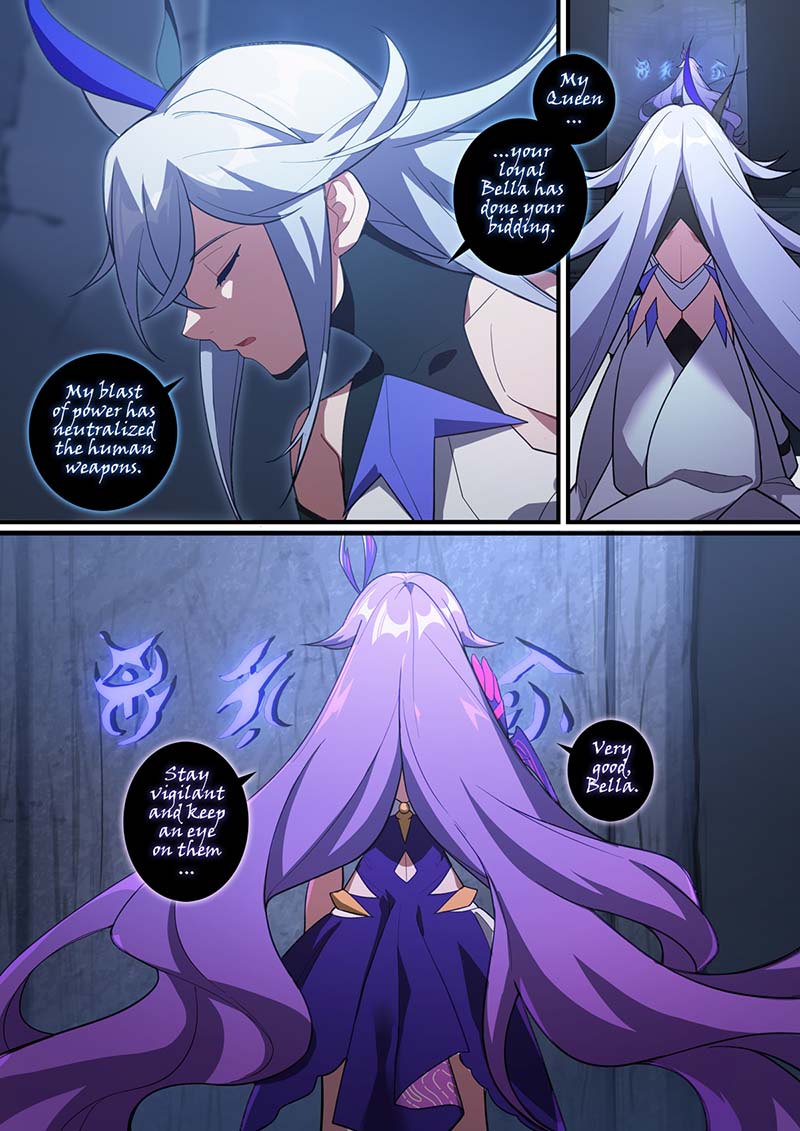 My
Queen
...
...your
loyal
Bella has
done your
bidding.
My blast
of power has
neutralized
the human
weapons.
Very
good,
Bella.
Stay
vigilant
and keep
an eye
on them
...